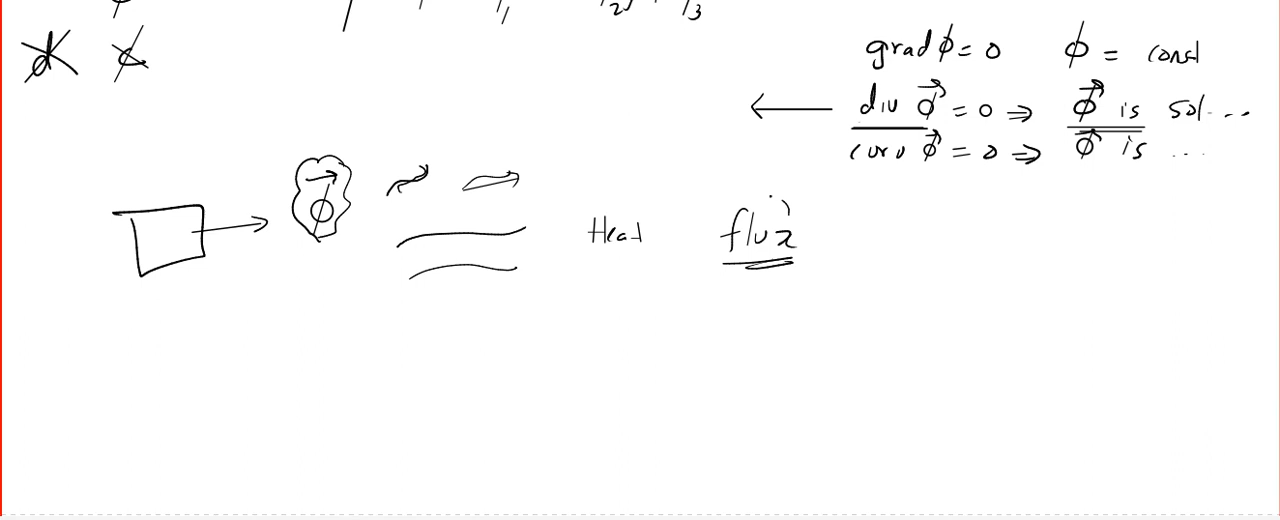 grad ϕ = 0 ϕ = const
← div ϕ⃗ = 0 ⇒ ϕ⃗ is sol...
curl ϕ⃗ = 0 ⇒ ϕ⃗ is ...
ϕ⃗ Heat flux